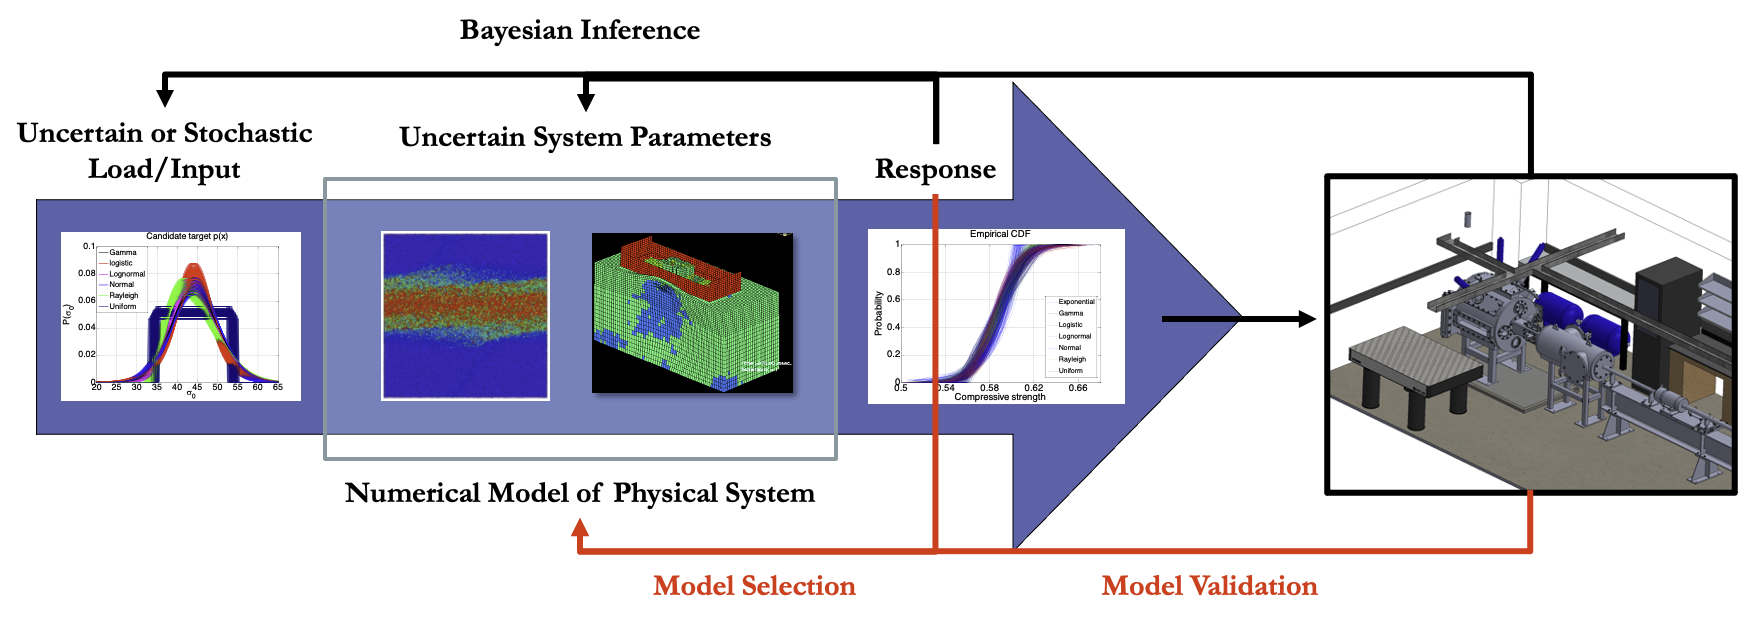 Bayesian Inference
Uncertain or Stochastic
Load/Input
Uncertain System Parameters
Response
Candidate target p(x)
0.1
0.08
0.06
0.04
0.02
0
P(σ0)
Gamma
logistic
Lognormal
Normal
Rayleigh
Uniform
20 25 30 35 40 45 50 55 60 65
σ0
Empirical CDF
1
0.8
0.6
0.4
0.2
0
Probability
Exponential
Gamma
Logistic
Lognormal
Normal
Rayleigh
Uniform
0.5 0.54 0.58 0.62 0.66
Compressive strength
Numerical Model of Physical System
Model Selection
Model Validation